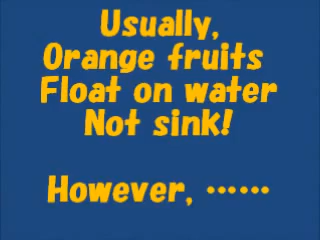 Usually,
Orange fruits
Float on water
Not sink!
However, ……